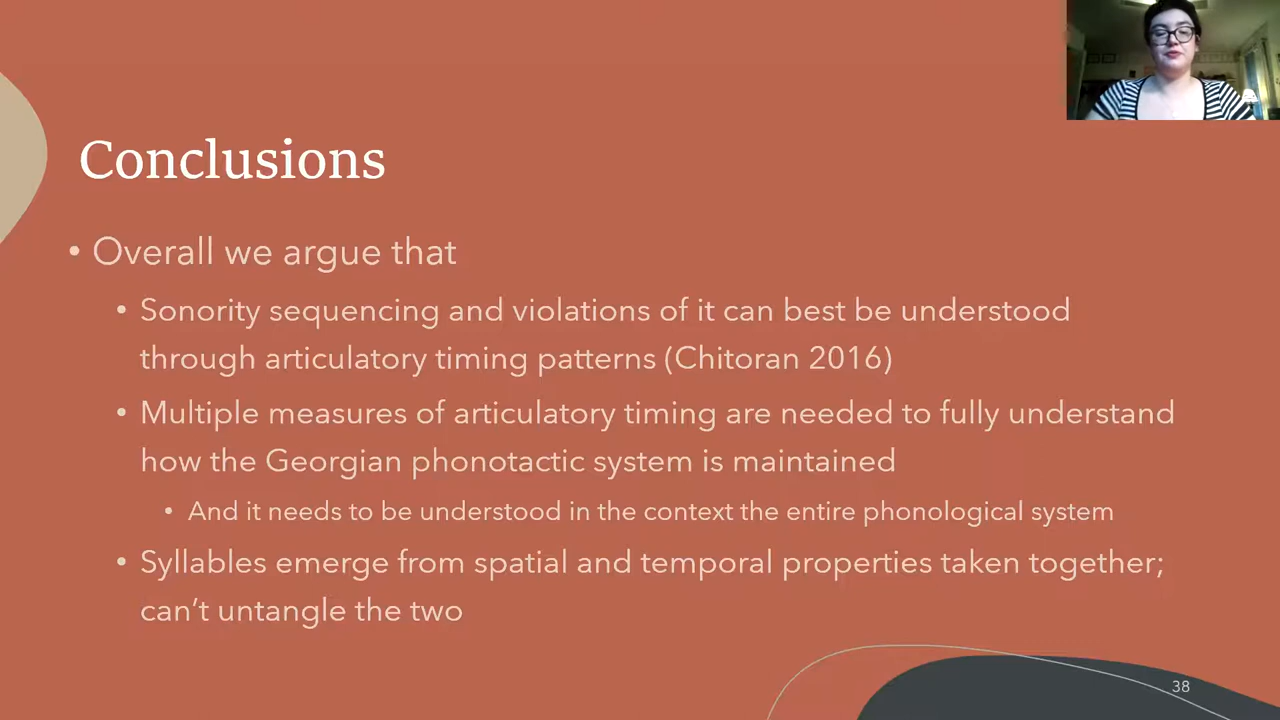 Conclusions
• Overall we argue that
• Sonority sequencing and violations of it can best be understood
through articulatory timing patterns (Chitoran 2016)
• Multiple measures of articulatory timing are needed to fully understand
how the Georgian phonotactic system is maintained
• And it needs to be understood in the context the entire phonological system
• Syllables emerge from spatial and temporal properties taken together;
can't untangle the two
38